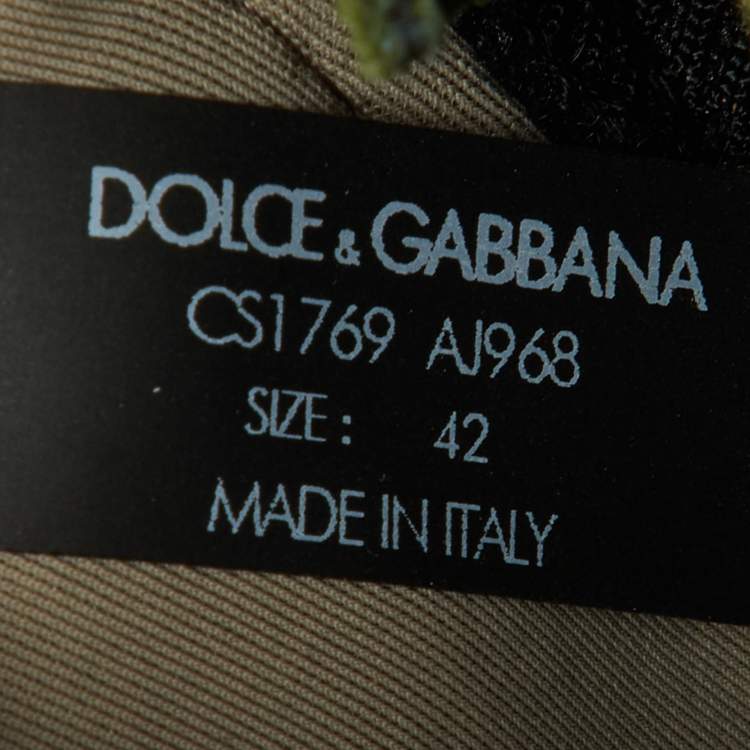 DOLCE & GABBANA
CS1769 AJ968
SIZE : 42
MADE IN ITALY